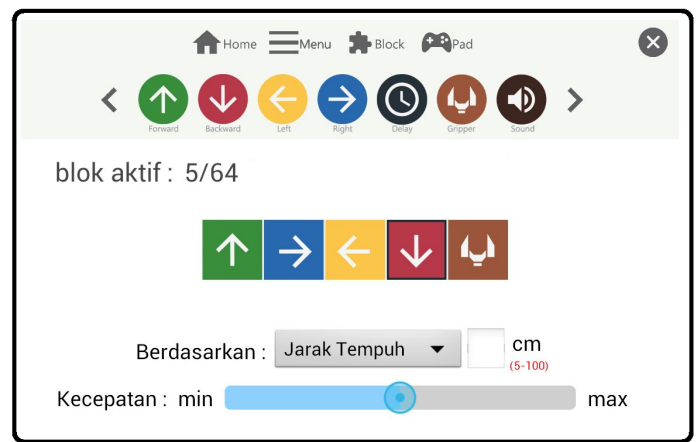 Home Menu Block Pad
Forward Backward Left Right Delay Gripper Sound
blok aktif : 5/64
Berdasarkan : Jarak Tempuh cm
(5-100)
Kecepatan : min max